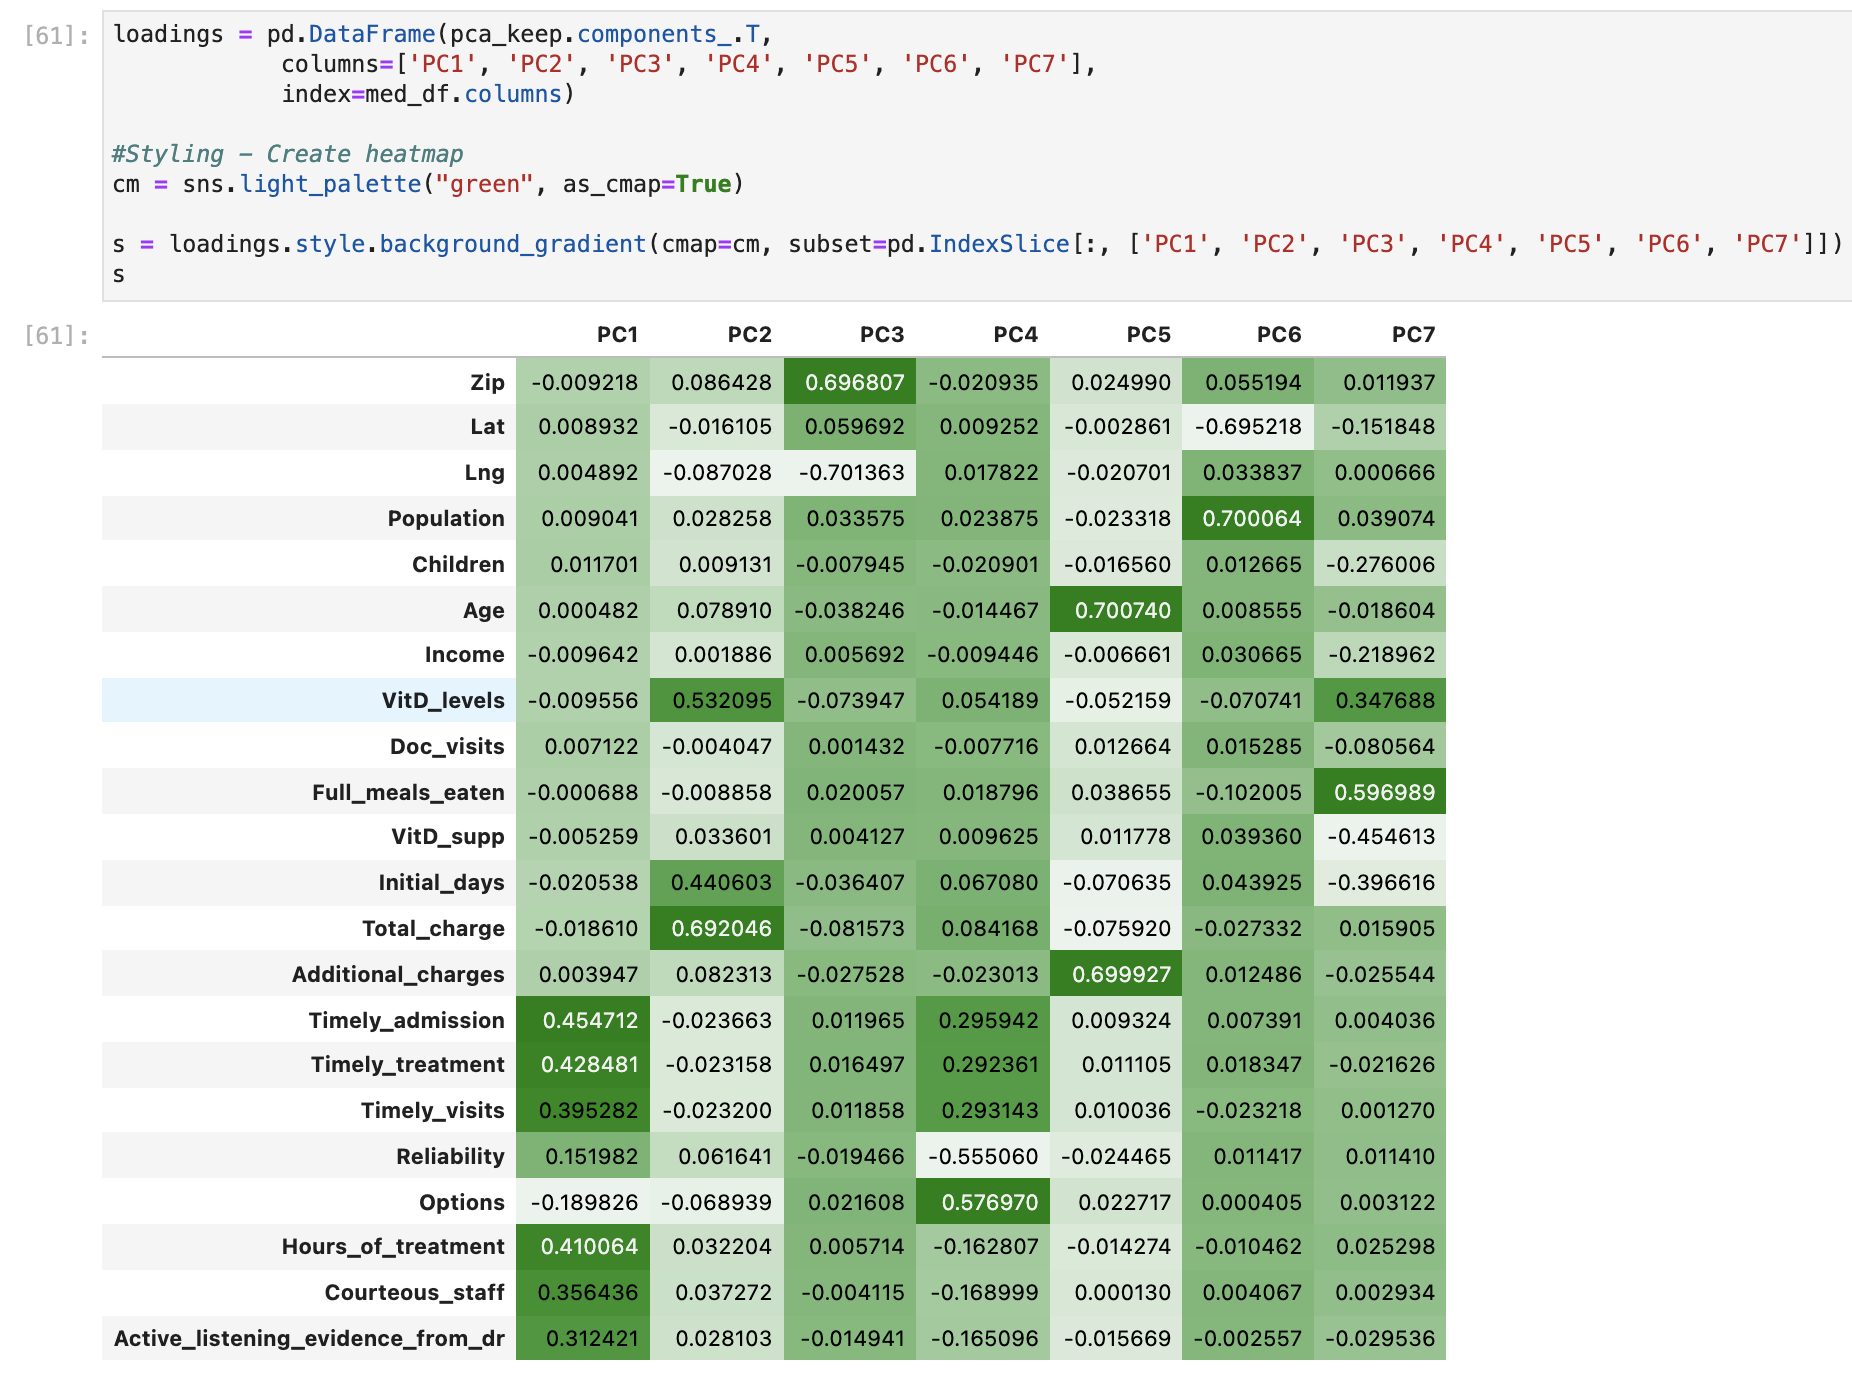 [61]: loadings = pd.DataFrame(pca_keep.components_.T,
columns=['PC1', 'PC2', 'PC3', 'PC4', 'PC5', 'PC6', 'PC7'],
index=med_df.columns)
#Styling – Create heatmap
cm = sns.light_palette("green", as_cmap=True)
s = loadings.style.background_gradient(cmap=cm, subset=pd.IndexSlice[:, ['PC1', 'PC2', 'PC3', 'PC4', 'PC5', 'PC6', 'PC7']])
s
[61]: PC1 PC2 PC3 PC4 PC5 PC6 PC7
Zip -0.009218 0.086428 0.696807 -0.020935 0.024990 0.055194 0.011937
Lat 0.008932 -0.016105 0.059692 0.009252 -0.002861 -0.695218 -0.151848
Lng 0.004892 -0.087028 -0.701363 0.017822 -0.020701 0.033837 0.000666
Population 0.009041 0.028258 0.033575 0.023875 -0.023318 0.700064 0.039074
Children 0.011701 0.009131 -0.007945 -0.020901 -0.016560 0.012665 -0.276006
Age 0.000482 0.078910 -0.038246 -0.014467 0.700740 0.008555 -0.018604
Income -0.009642 0.001886 0.005692 -0.009446 -0.006661 0.030665 -0.218962
VitD_levels -0.009556 0.532095 -0.073947 0.054189 -0.052159 -0.070741 0.347688
Doc_visits 0.007122 -0.004047 0.001432 -0.007716 0.012664 0.015285 -0.080564
Full_meals_eaten -0.000688 -0.008858 0.020057 0.018796 0.038655 -0.102005 0.596989
VitD_supp -0.005259 0.033601 0.004127 0.009625 0.011778 0.039360 -0.454613
Initial_days -0.020538 0.440603 -0.036407 0.067080 -0.070635 0.043925 -0.396616
Total_charge -0.018610 0.692046 -0.081573 0.084168 -0.075920 -0.027332 0.015905
Additional_charges 0.003947 0.082313 -0.027528 -0.023013 0.699927 0.012486 -0.025544
Timely_admission 0.454712 -0.023663 0.011965 0.295942 0.009324 0.007391 0.004036
Timely_treatment 0.428481 -0.023158 0.016497 0.292361 0.011105 0.018347 -0.021626
Timely_visits 0.395282 -0.023200 0.011858 0.293143 0.010036 -0.023218 0.001270
Reliability 0.151982 0.061641 -0.019466 -0.555060 -0.024465 0.011417 0.011410
Options -0.189826 -0.068939 0.021608 0.576970 0.022717 0.000405 0.003122
Hours_of_treatment 0.410064 0.032204 0.005714 -0.162807 -0.014274 -0.010462 0.025298
Courteous_staff 0.356436 0.037272 -0.004115 -0.168999 0.000130 0.004067 0.002934
Active_listening_evidence_from_dr 0.312421 0.028103 -0.014941 -0.165096 -0.015669 -0.002557 -0.029536